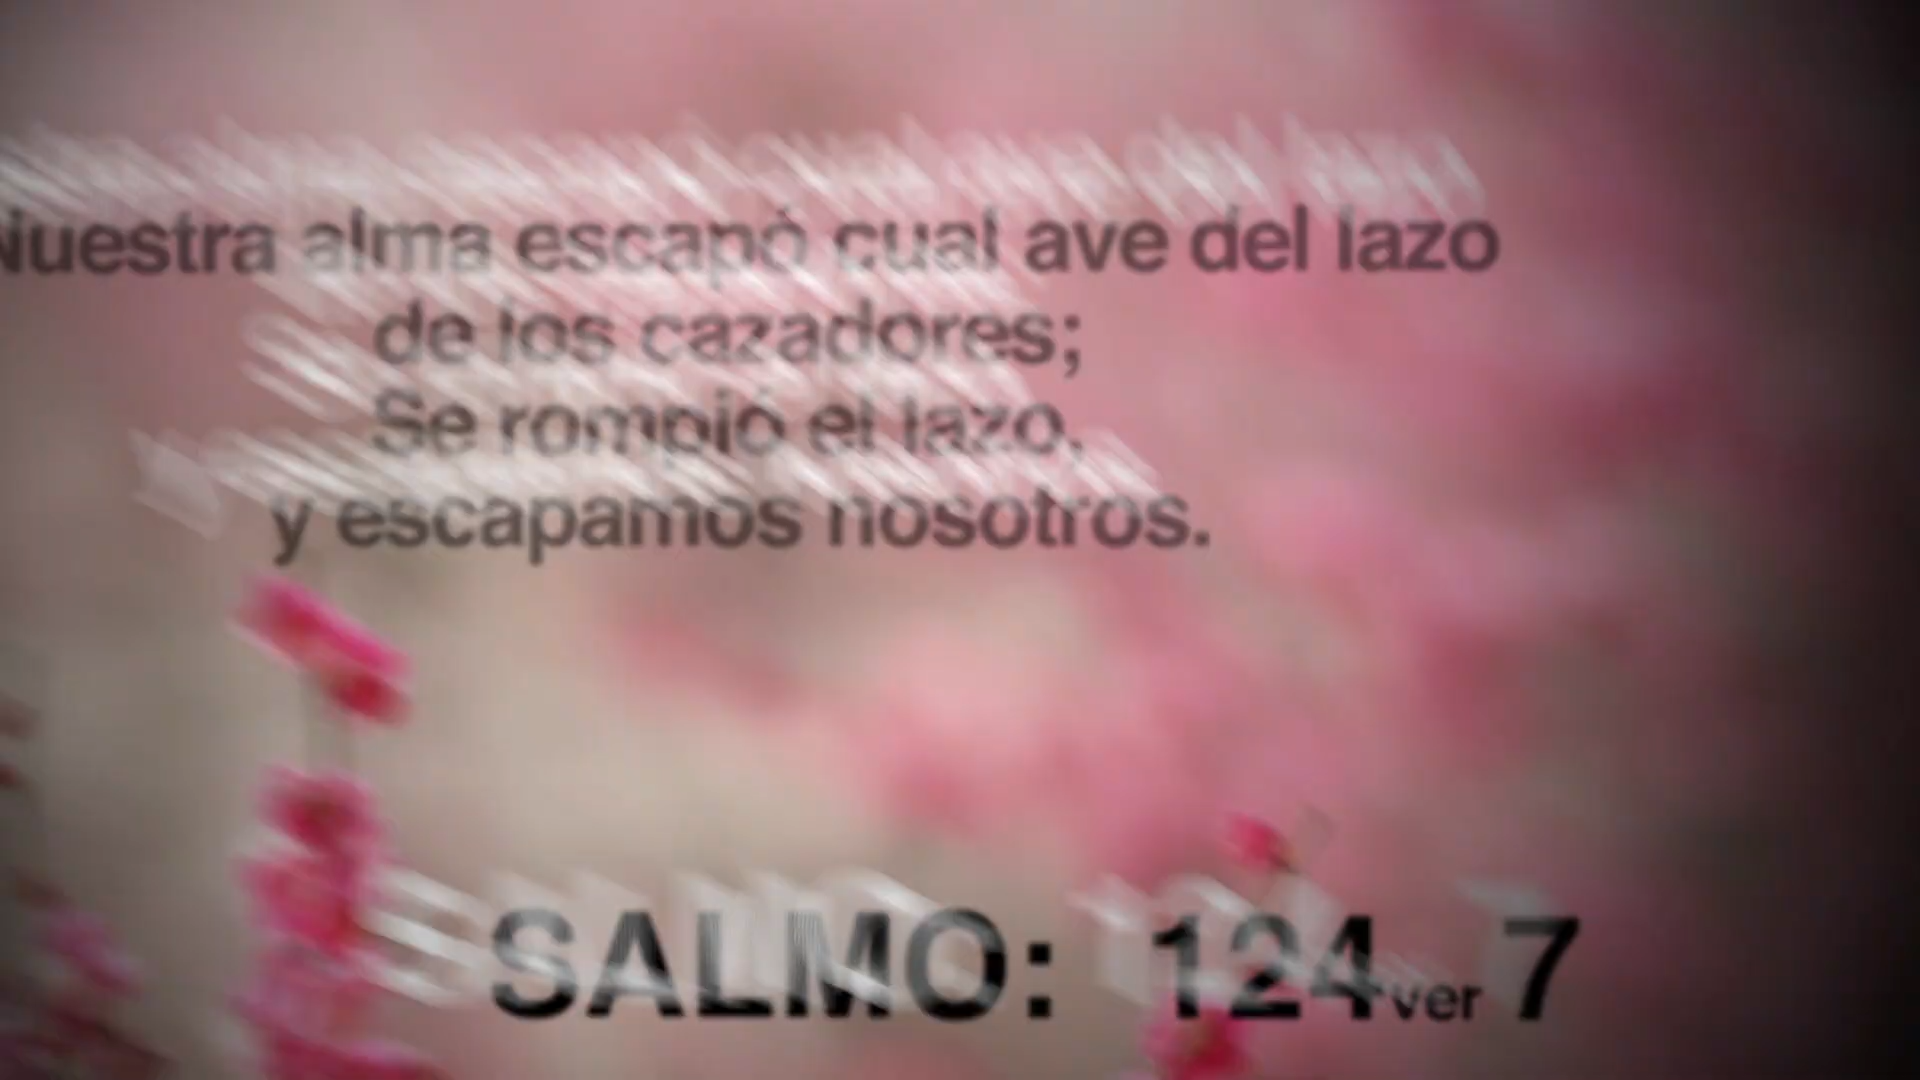 Nuestra alma escapó cual ave del lazo
de los cazadores;
Se rompió el lazo,
y escapamos nosotros.
SALMO: 124 ver 7